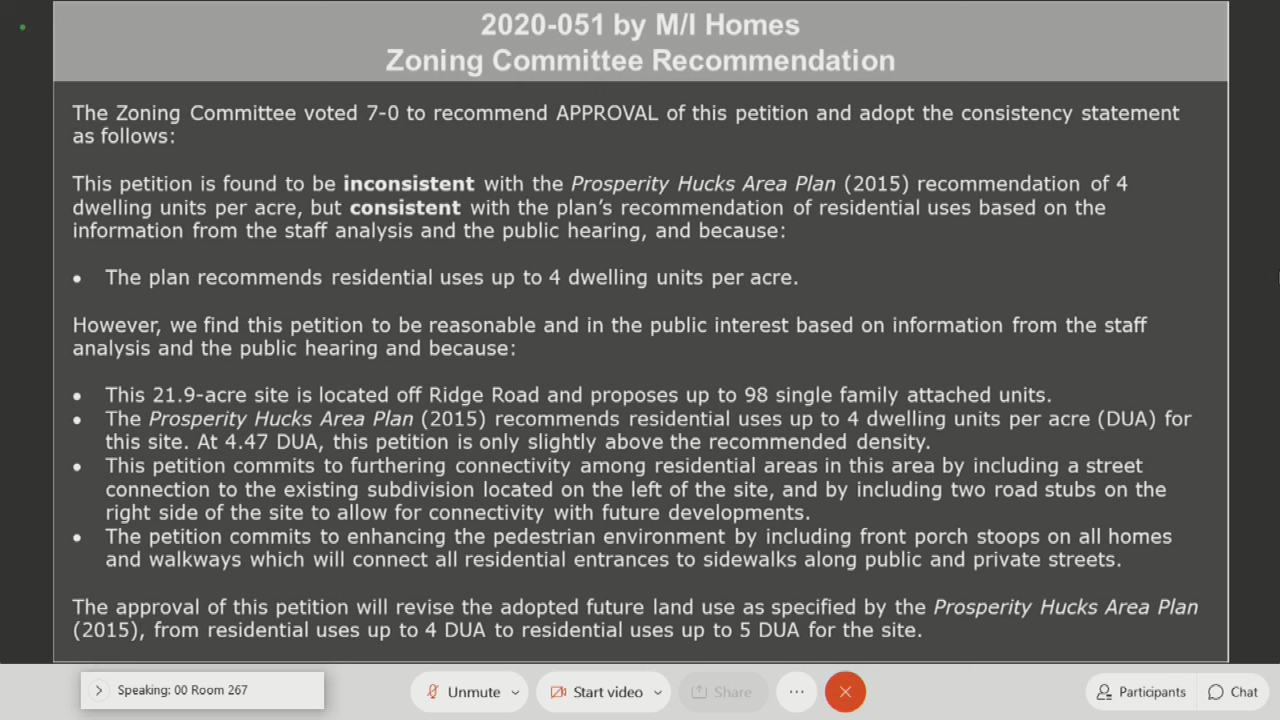 2020-051 by M/I Homes
Zoning Committee Recommendation
The Zoning Committee voted 7-0 to recommend APPROVAL of this petition and adopt the consistency statement
as follows:
This petition is found to be inconsistent with the Prosperity Hucks Area Plan (2015) recommendation of 4
dwelling units per acre, but consistent with the plan's recommendation of residential uses based on the
information from the staff analysis and the public hearing, and because:
• The plan recommends residential uses up to 4 dwelling units per acre.
However, we find this petition to be reasonable and in the public interest based on information from the staff
analysis and the public hearing and because:
• This 21.9-acre site is located off Ridge Road and proposes up to 98 single family attached units.
• The Prosperity Hucks Area Plan (2015) recommends residential uses up to 4 dwelling units per acre (DUA) for
this site. At 4.47 DUA, this petition is only slightly above the recommended density.
• This petition commits to furthering connectivity among residential areas in this area by including a street
connection to the existing subdivision located on the left of the site, and by including two road stubs on the
right side of the site to allow for connectivity with future developments.
• The petition commits to enhancing the pedestrian environment by including front porch stoops on all homes
and walkways which will connect all residential entrances to sidewalks along public and private streets.
The approval of this petition will revise the adopted future land use as specified by the Prosperity Hucks Area Plan
(2015), from residential uses up to 4 DUA to residential uses up to 5 DUA for the site.
Speaking: 00 Room 267
Unmute
Start video
Share
Participants
Chat